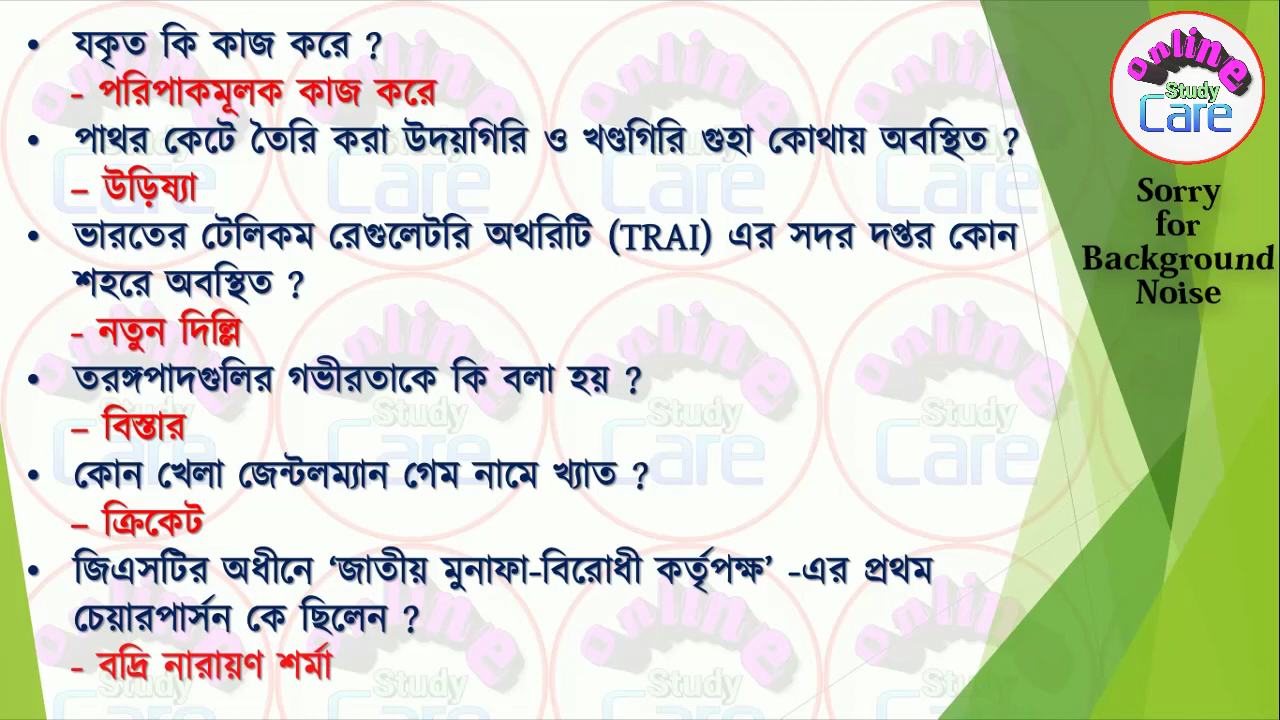 • যকৃত কি কাজ করে ?
- পরিপাকমূলক কাজ করে
• পাথর কেটে তৈরি করা উদয়গিরি ও খণ্ডগিরি গুহা কোথায় অবস্থিত ?
– উড়িষ্যা
• ভারতের টেলিকম রেগুলেটরি অথরিটি (TRAI) এর সদর দপ্তর কোন
শহরে অবস্থিত ?
- নতুন দিল্লি
• তরঙ্গপাদগুলির গভীরতাকে কি বলা হয় ?
– বিস্তার
• কোন খেলা জেন্টলম্যান গেম নামে খ্যাত ?
– ক্রিকেট
• জিএসটির অধীনে ‘জাতীয় মুনাফা-বিরোধী কর্তৃপক্ষ’ -এর প্রথম
চেয়ারপার্সন কে ছিলেন ?
- বদ্রি নারায়ণ শর্মা
Online
Study
Care
Sorry
for
Background
Noise